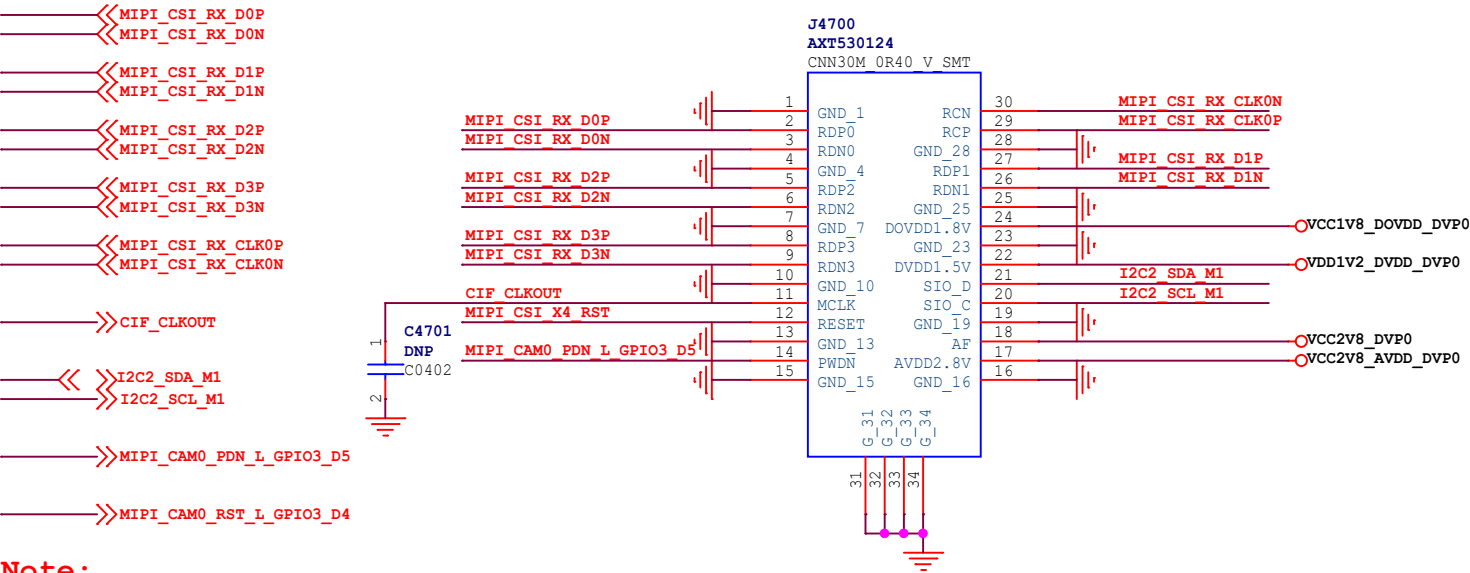 MIPI_CSI_RX_D0P
MIPI_CSI_RX_D0N
MIPI_CSI_RX_D1P
MIPI_CSI_RX_D1N
MIPI_CSI_RX_D2P
MIPI_CSI_RX_D2N
MIPI_CSI_RX_D3P
MIPI_CSI_RX_D3N
MIPI_CSI_RX_CLK0P
MIPI_CSI_RX_CLK0N
CIF_CLKOUT
I2C2_SDA_M1
I2C2_SCL_M1
MIPI_CAM0_PDN_L_GPIO3_D5
MIPI_CAM0_RST_L_GPIO3_D4
Note:
1
C4701
DNP
C0402
2
J4700
AXT530124
CNN30M_0R40_V_SMT
1 GND_1
MIPI_CSI_RX_D0P 2 RDP0
MIPI_CSI_RX_D0N 3 RDN0
4 GND_4
MIPI_CSI_RX_D2P 5 RDP2
MIPI_CSI_RX_D2N 6 RDN2
7 GND_7
MIPI_CSI_RX_D3P 8 RDP3
MIPI_CSI_RX_D3N 9 RDN3
10 GND_10
CIF_CLKOUT 11 MCLK
MIPI_CSI_X4_RST 12 RESET
13 GND_13
MIPI_CAM0_PDN_L_GPIO3_D5 14 PWDN
15 GND_15
RCN 30 MIPI_CSI_RX_CLK0N
RCP 29 MIPI_CSI_RX_CLK0P
GND_28 28
RDP1 27 MIPI_CSI_RX_D1P
RDN1 26 MIPI_CSI_RX_D1N
GND_25 25
DOVDD1.8V 24 VCC1V8_DOVDD_DVP0
GND_23 23
DVDD1.5V 22 VDD1V2_DVDD_DVP0
SIO_D 21 I2C2_SDA_M1
SIO_C 20 I2C2_SCL_M1
GND_19 19
AF 18 VCC2V8_DVP0
AVDD2.8V 17 VCC2V8_AVDD_DVP0
GND_16 16
G_31 G_32 G_33 G_34
31 32 33 34